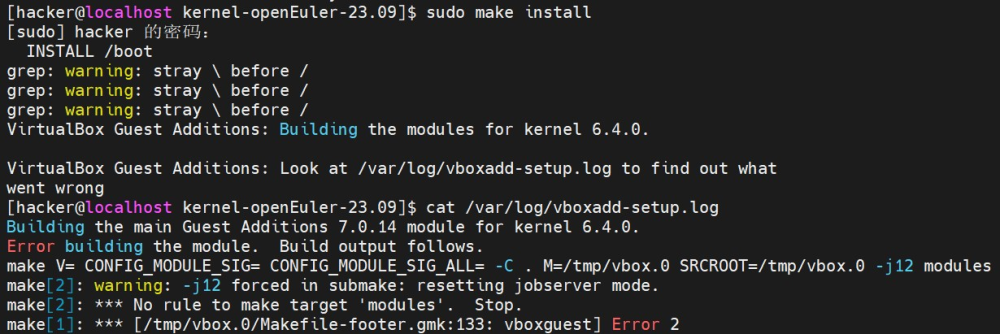 [hacker@localhost kernel-openEuler-23.09]$ sudo make install
[sudo] hacker 的密码：
  INSTALL /boot
grep: warning: stray \ before /
grep: warning: stray \ before /
grep: warning: stray \ before /
VirtualBox Guest Additions: Building the modules for kernel 6.4.0.

VirtualBox Guest Additions: Look at /var/log/vboxadd-setup.log to find out what
went wrong
[hacker@localhost kernel-openEuler-23.09]$ cat /var/log/vboxadd-setup.log
Building the main Guest Additions 7.0.14 module for kernel 6.4.0.
Error building the module.  Build output follows.
make V= CONFIG_MODULE_SIG= CONFIG_MODULE_SIG_ALL= -C . M=/tmp/vbox.0 SRCROOT=/tmp/vbox.0 -j12 modules
make[2]: warning: -j12 forced in submake: resetting jobserver mode.
make[2]: *** No rule to make target 'modules'.  Stop.
make[1]: *** [/tmp/vbox.0/Makefile-footer.gmk:133: vboxguest] Error 2